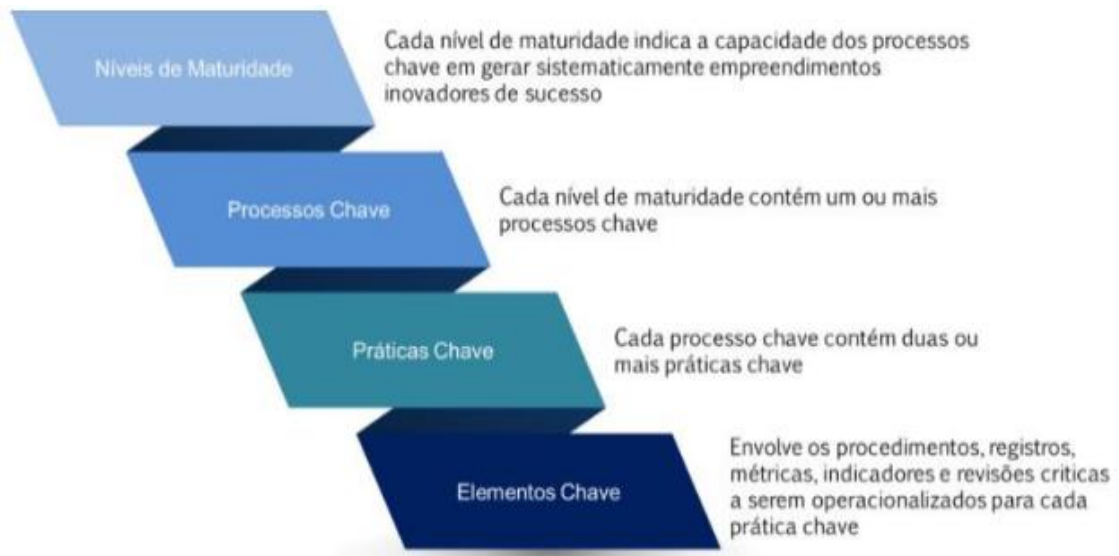 Níveis de Maturidade
Cada nível de maturidade indica a capacidade dos processos
chave em gerar sistematicamente empreendimentos
inovadores de sucesso
Processos Chave
Cada nível de maturidade contém um ou mais
processos chave
Práticas Chave
Cada processo chave contém duas ou
mais práticas chave
Elementos Chave
Envolve os procedimentos, registros,
métricas, indicadores e revisões criticas
a serem operacionalizados para cada
prática chave